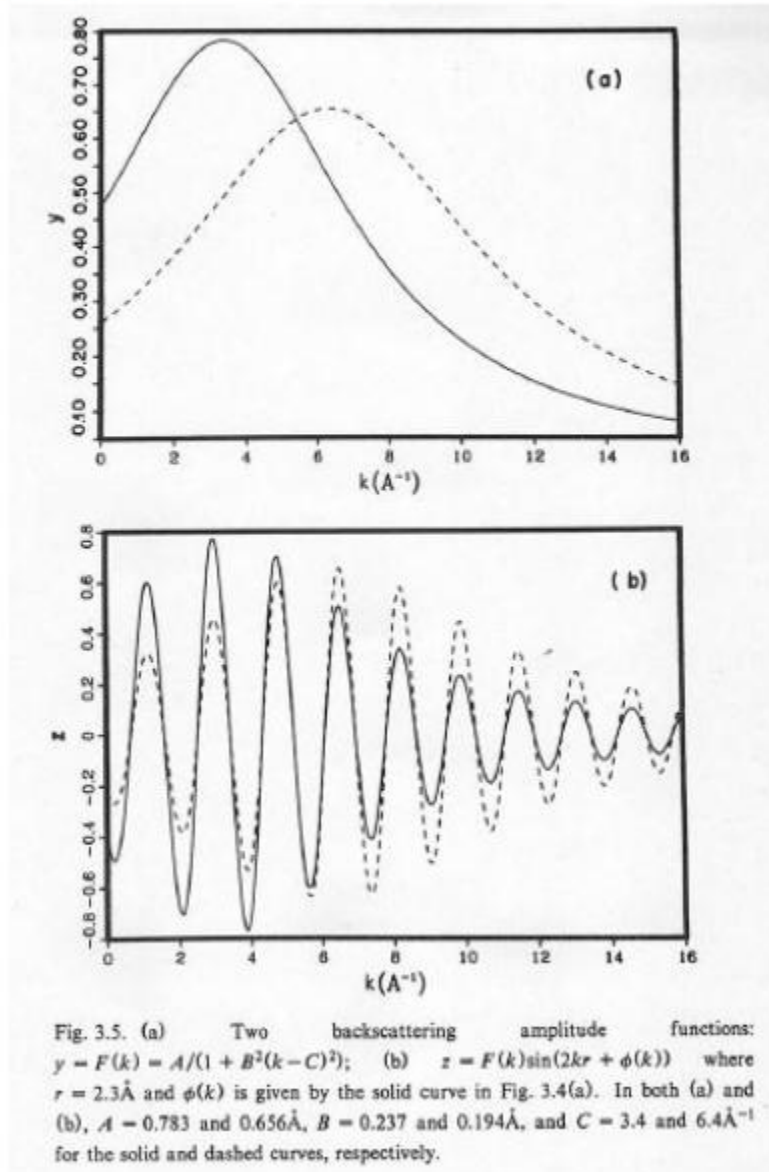 0.80
0.70
0.60
0.50
0.40
0.30
0.20
0.10
y
(a)
0 2 4 6 8 10 12 14 16
k(A⁻¹)
0.8
0.6
0.4
0.2
0
−0.2
−0.4
−0.6
−0.8
z
(b)
0 2 4 6 8 10 12 14 16
k(A⁻¹)
Fig. 3.5. (a) Two backscattering amplitude functions:
y = F(k) = A/(1 + B²(k−C)²); (b) z = F(k)sin(2kr + ϕ(k)) where
r = 2.3Å and ϕ(k) is given by the solid curve in Fig. 3.4(a). In both (a) and
(b), A = 0.783 and 0.656Å, B = 0.237 and 0.194Å, and C = 3.4 and 6.4Å⁻¹
for the solid and dashed curves, respectively.